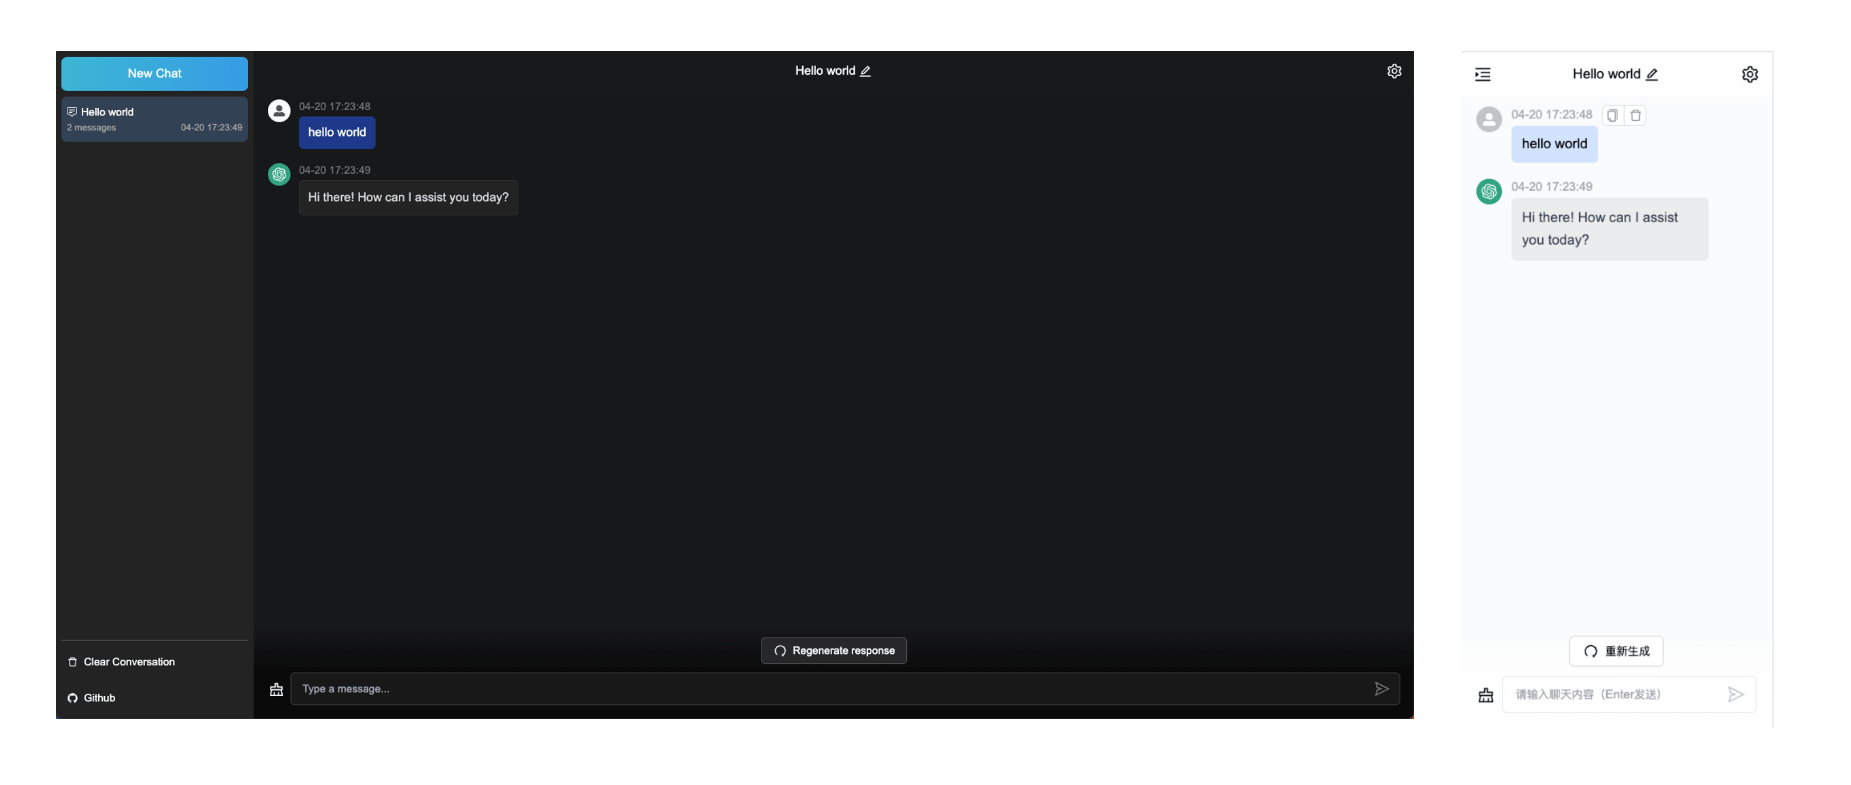 New Chat
Hello world
2 messages 04-20 17:23:49
Clear Conversation
Github
Hello world
04-20 17:23:48
hello world
04-20 17:23:49
Hi there! How can I assist you today?
Regenerate response
Type a message...
Hello world
04-20 17:23:48
hello world
04-20 17:23:49
Hi there! How can I assist
you today?
重新生成
请输入聊天内容（Enter发送）